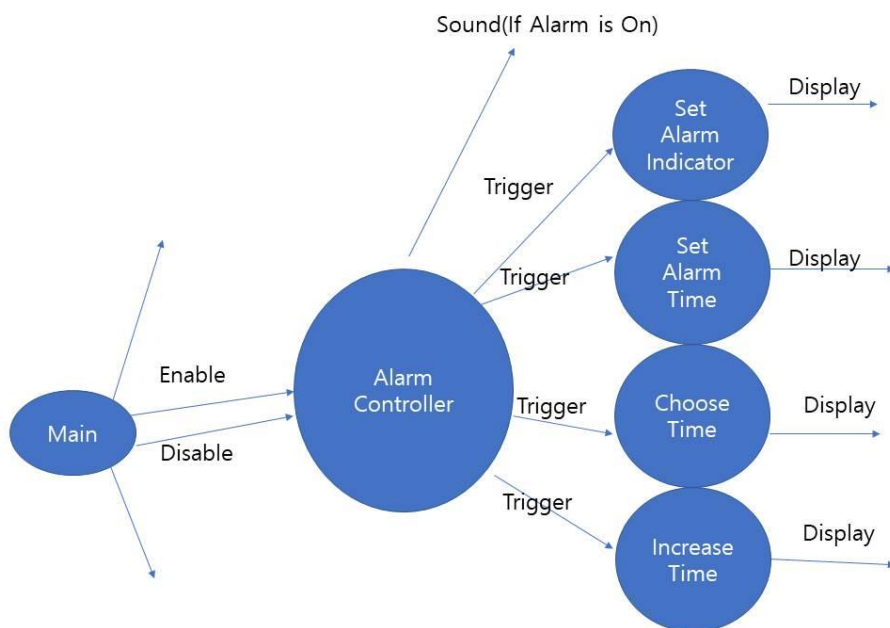 Sound(If Alarm is On)
Display
Set
Alarm
Indicator
Trigger
Display
Set
Alarm
Time
Trigger
Enable
Alarm
Controller
Main
Disable
Trigger
Choose
Time
Display
Trigger
Increase
Time
Display